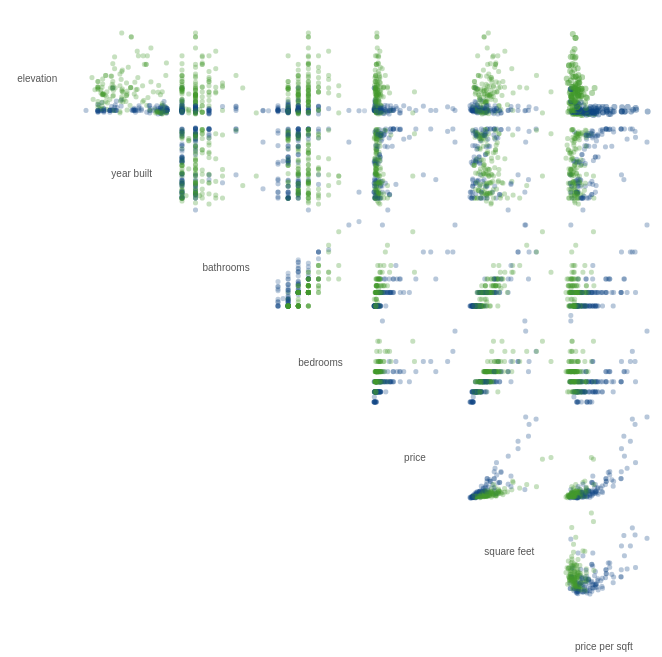 elevation
year built
bathrooms
bedrooms
price
square feet
price per sqft